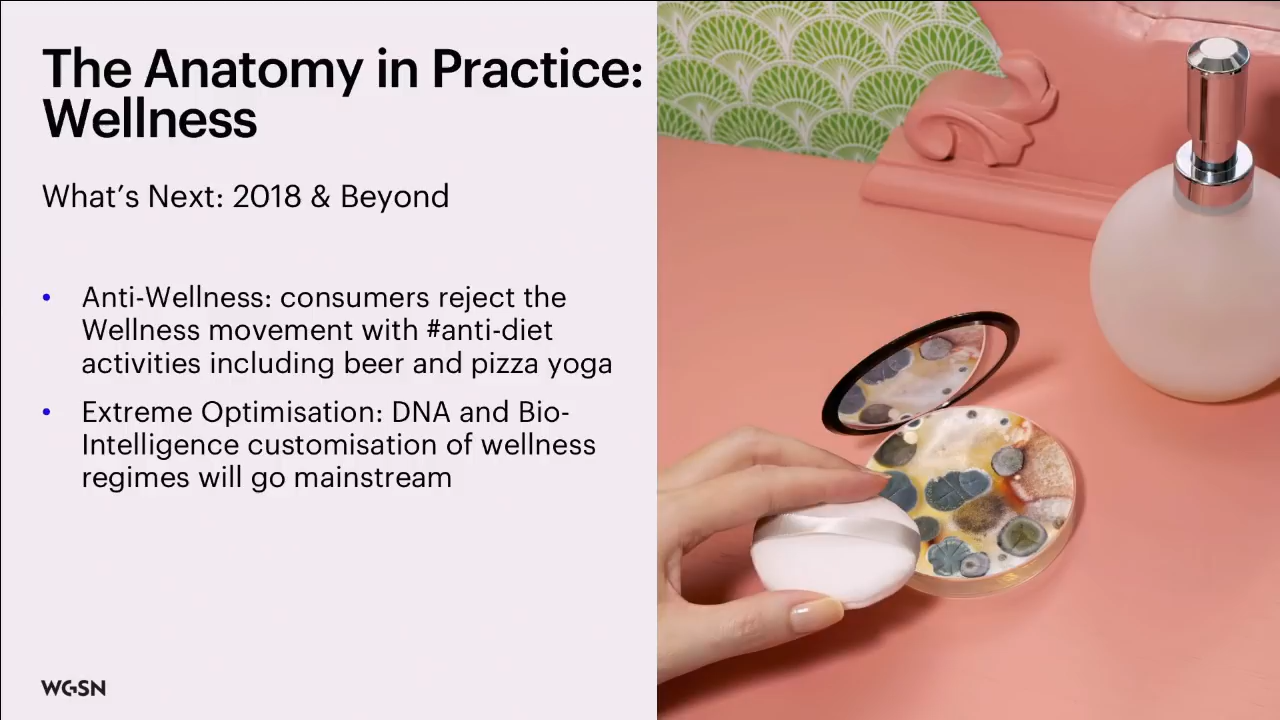 The Anatomy in Practice:
Wellness
What’s Next: 2018 & Beyond
• Anti-Wellness: consumers reject the
Wellness movement with #anti-diet
activities including beer and pizza yoga
• Extreme Optimisation: DNA and Bio-
Intelligence customisation of wellness
regimes will go mainstream
WGSN